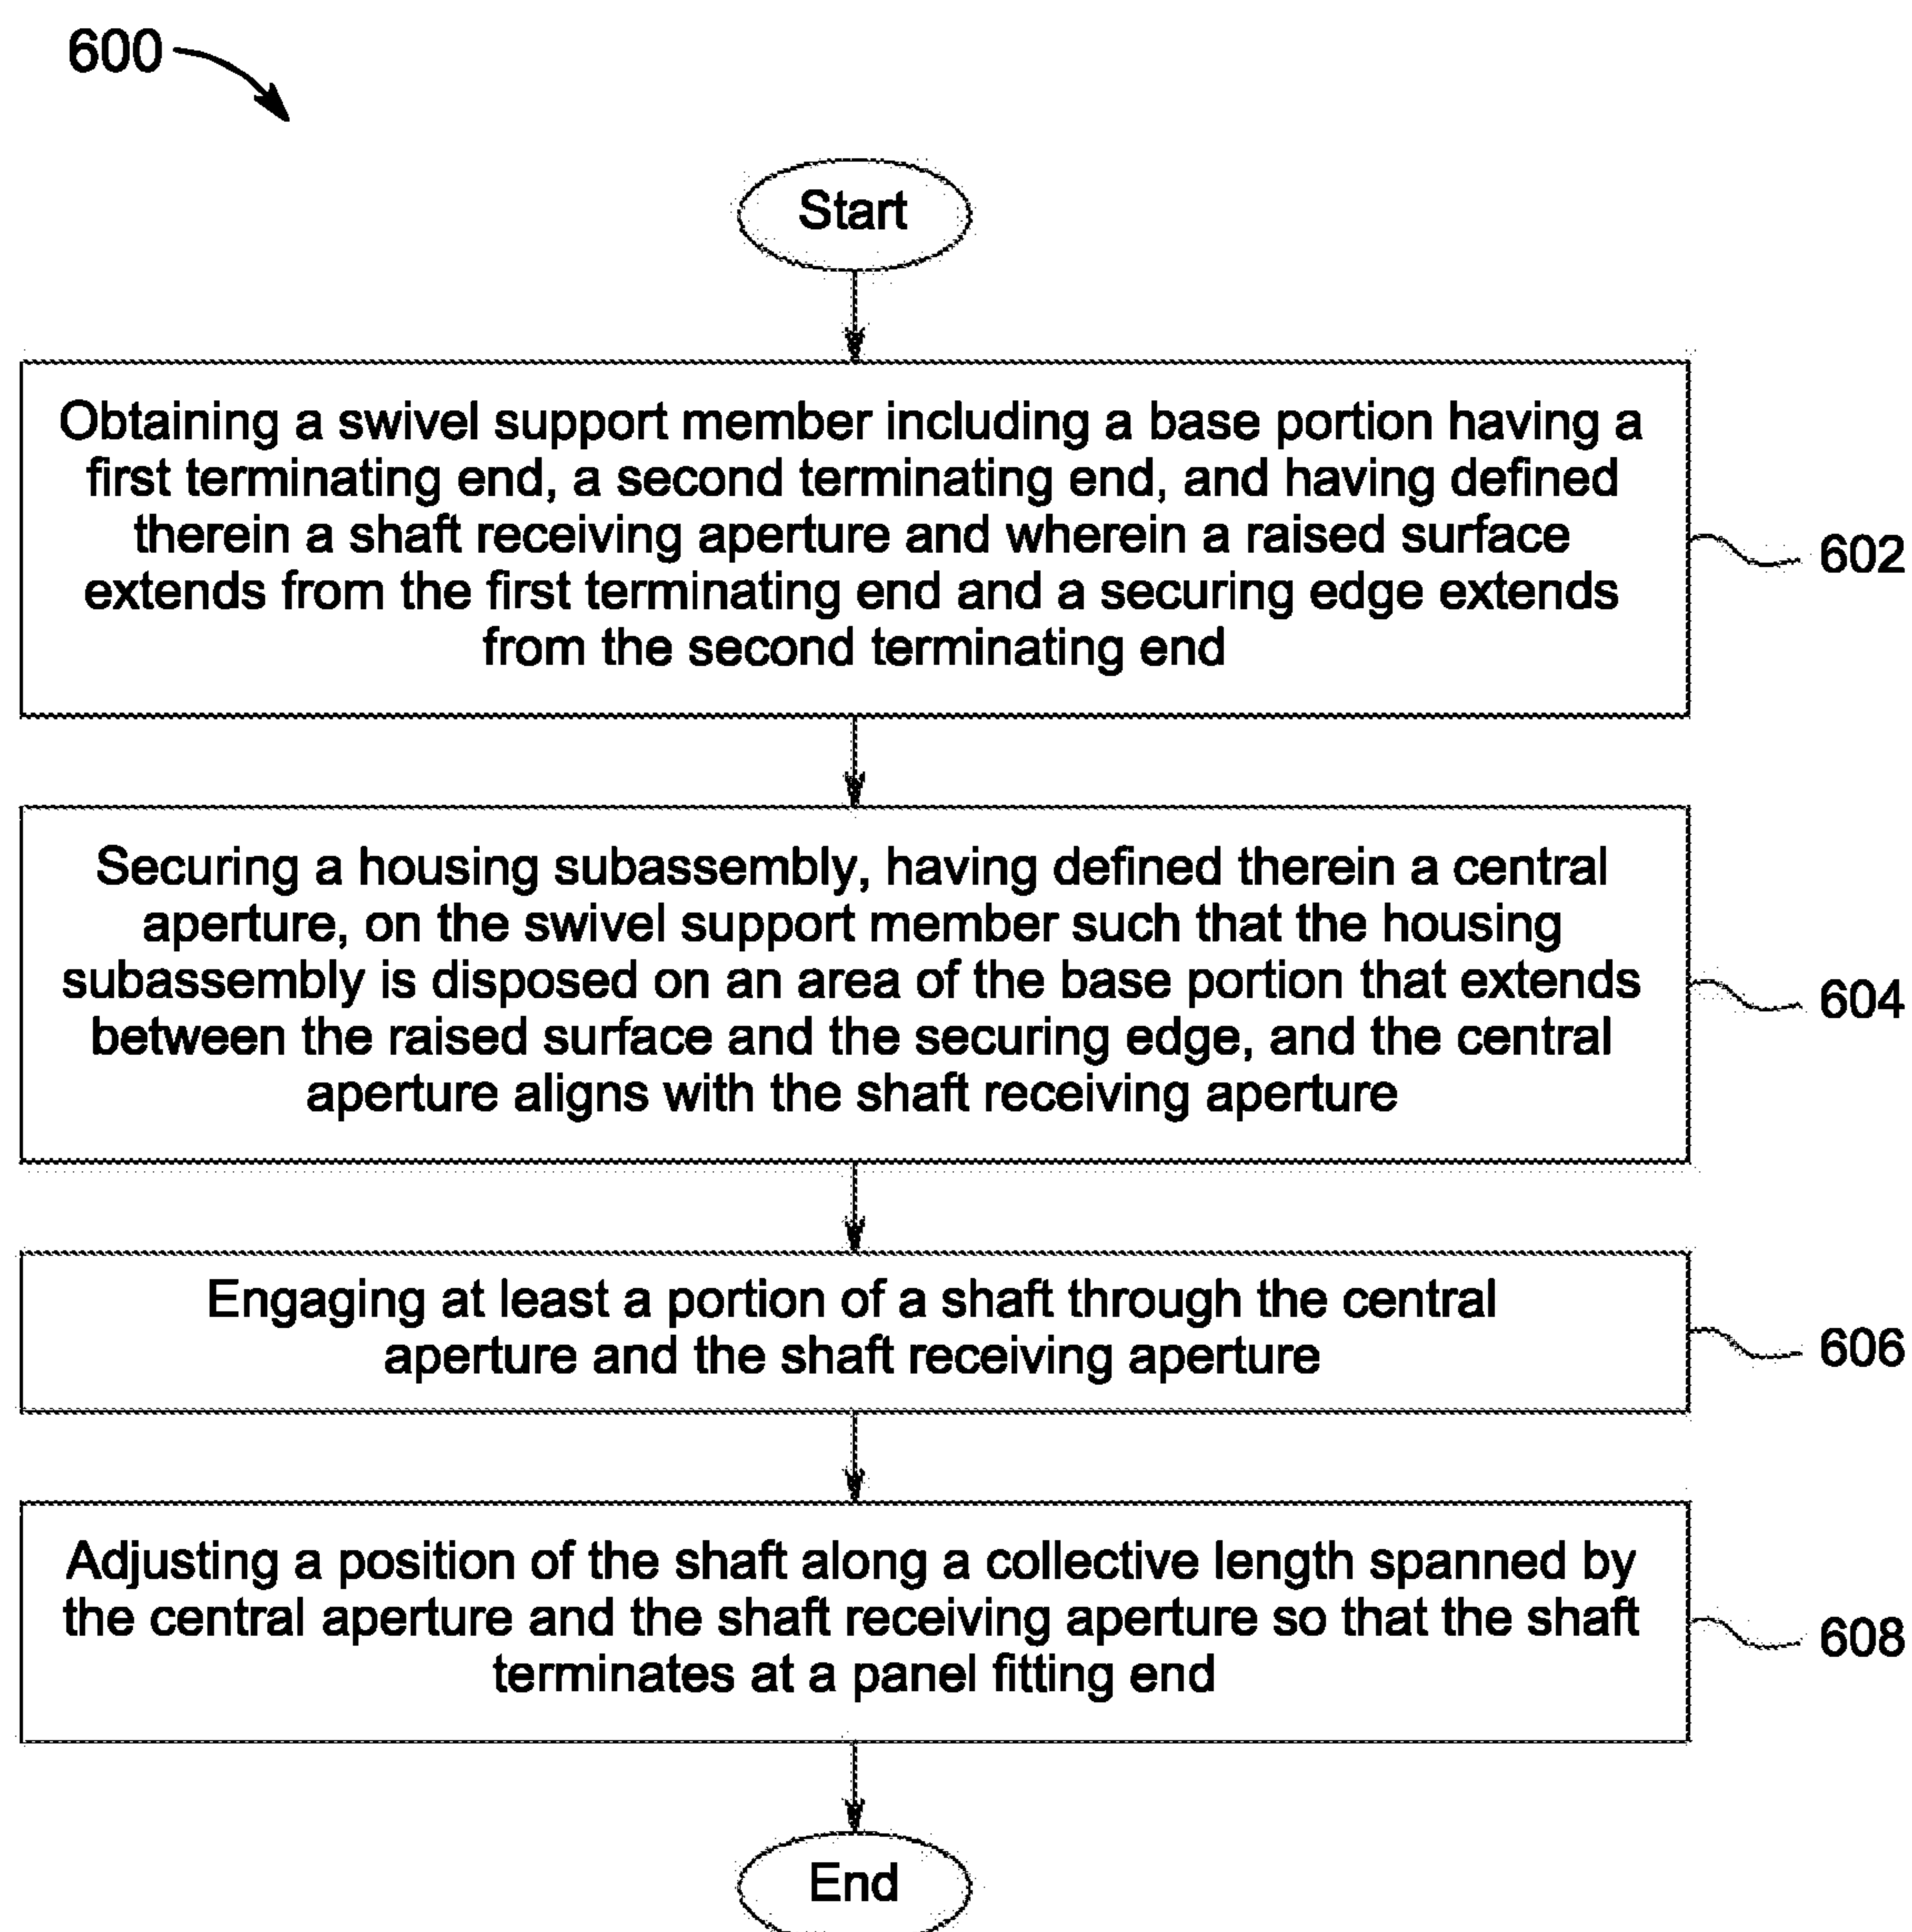 600
Start
Obtaining a swivel support member including a base portion having a
first terminating end, a second terminating end, and having defined
therein a shaft receiving aperture and wherein a raised surface
extends from the first terminating end and a securing edge extends
from the second terminating end
602
Securing a housing subassembly, having defined therein a central
aperture, on the swivel support member such that the housing
subassembly is disposed on an area of the base portion that extends
between the raised surface and the securing edge, and the central
aperture aligns with the shaft receiving aperture
604
Engaging at least a portion of a shaft through the central
aperture and the shaft receiving aperture
606
Adjusting a position of the shaft along a collective length spanned by
the central aperture and the shaft receiving aperture so that the shaft
terminates at a panel fitting end
608
End